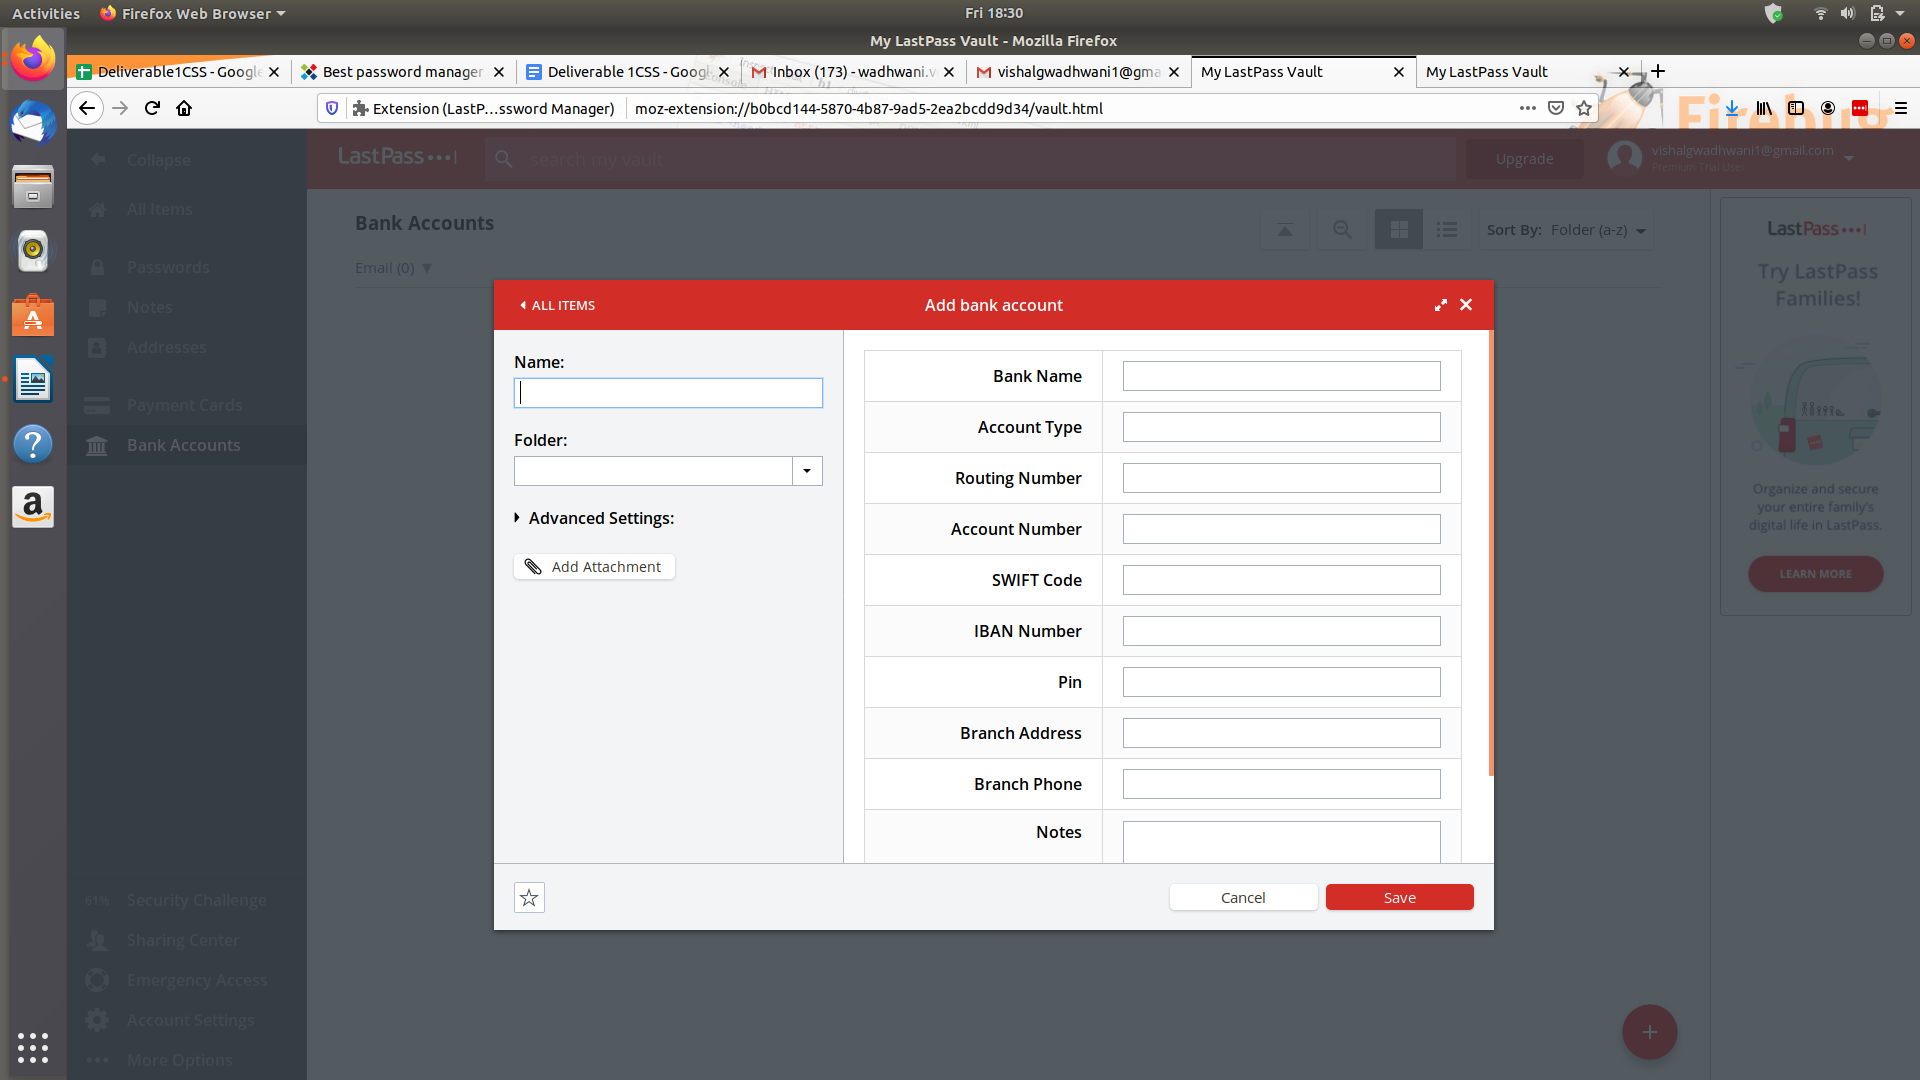 Activities
Firefox Web Browser
Fri 18:30
My LastPass Vault - Mozilla Firefox
Deliverable1CSS - Google
Best password manager
Deliverable 1CSS - Goog
Inbox (173) - wadhwani.v
vishalgwadhwani1@gma
My LastPass Vault
My LastPass Vault
Extension (LastP...ssword Manager)
moz-extension://b0bcd144-5870-4b87-9ad5-2ea2bcdd9d34/vault.html
Firebug
Collapse
All Items
Passwords
Notes
Addresses
Payment Cards
Bank Accounts
61% Security Challenge
Sharing Center
Emergency Access
Account Settings
More Options
LastPass
search my vault
Upgrade
vishalgwadhwani1@gmail.com
Premium Trial User
Bank Accounts
Sort By: Folder (a-z)
Email (0)
ALL ITEMS
Add bank account
Name:
Folder:
Advanced Settings:
Add Attachment
Bank Name
Account Type
Routing Number
Account Number
SWIFT Code
IBAN Number
Pin
Branch Address
Branch Phone
Notes
Cancel
Save
LastPass
Try LastPass
Families!
Organize and secure
your entire family's
digital life in LastPass.
LEARN MORE